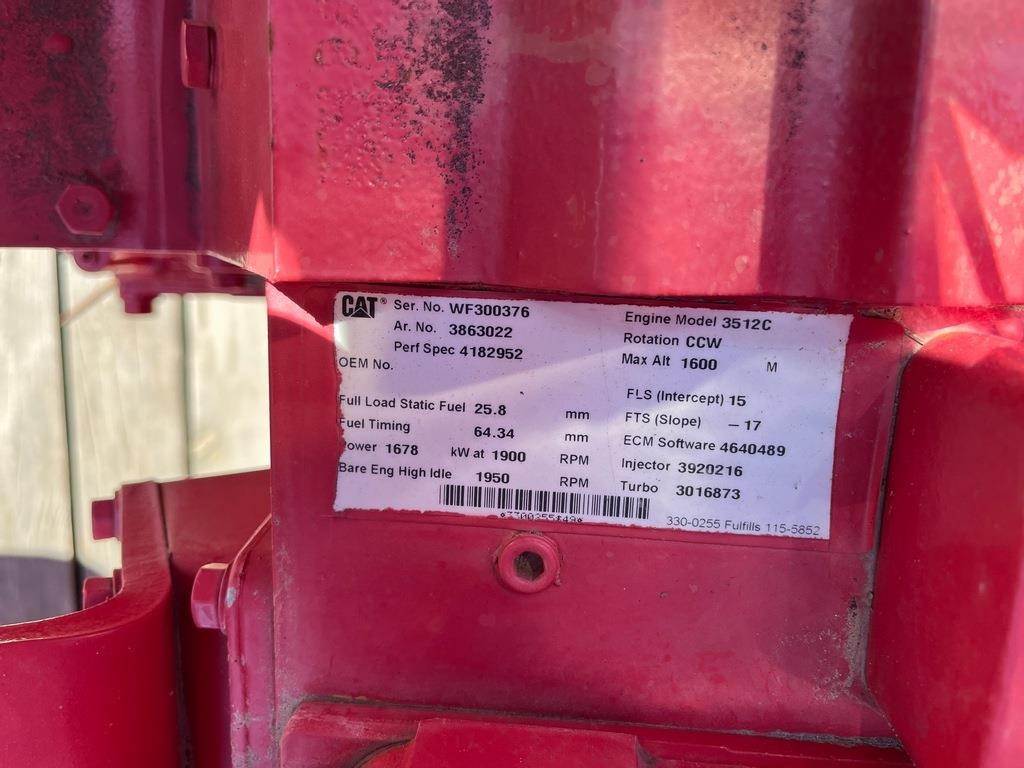 CAT® Ser. No. WF300376
Ar. No. 3863022
Perf Spec 4182952
OEM No.
Full Load Static Fuel 25.8 mm
Fuel Timing 64.34 mm
Power 1678 kW at 1900 RPM
Bare Eng High Idle 1950 RPM
Engine Model 3512C
Rotation CCW
Max Alt 1600 M
FLS (Intercept) 15
FTS (Slope) – 17
ECM Software 4640489
Injector 3920216
Turbo 3016873
330-0255 Fulfills 115-5852